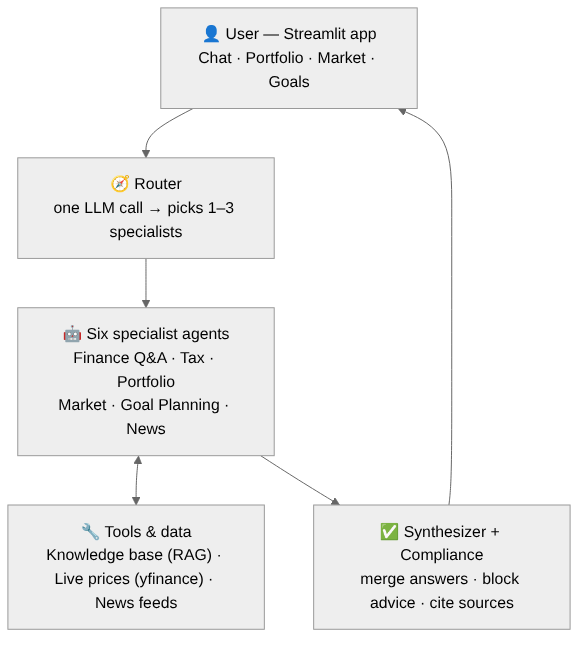 👤 User — Streamlit app
Chat · Portfolio · Market ·
Goals
🧭 Router
one LLM call → picks 1–3
specialists
🤖 Six specialist agents
Finance Q&A · Tax ·
Portfolio
Market · Goal Planning ·
News
🔧 Tools & data
Knowledge base (RAG) ·
Live prices (yfinance) ·
News feeds
✅ Synthesizer +
Compliance
merge answers · block
advice · cite sources